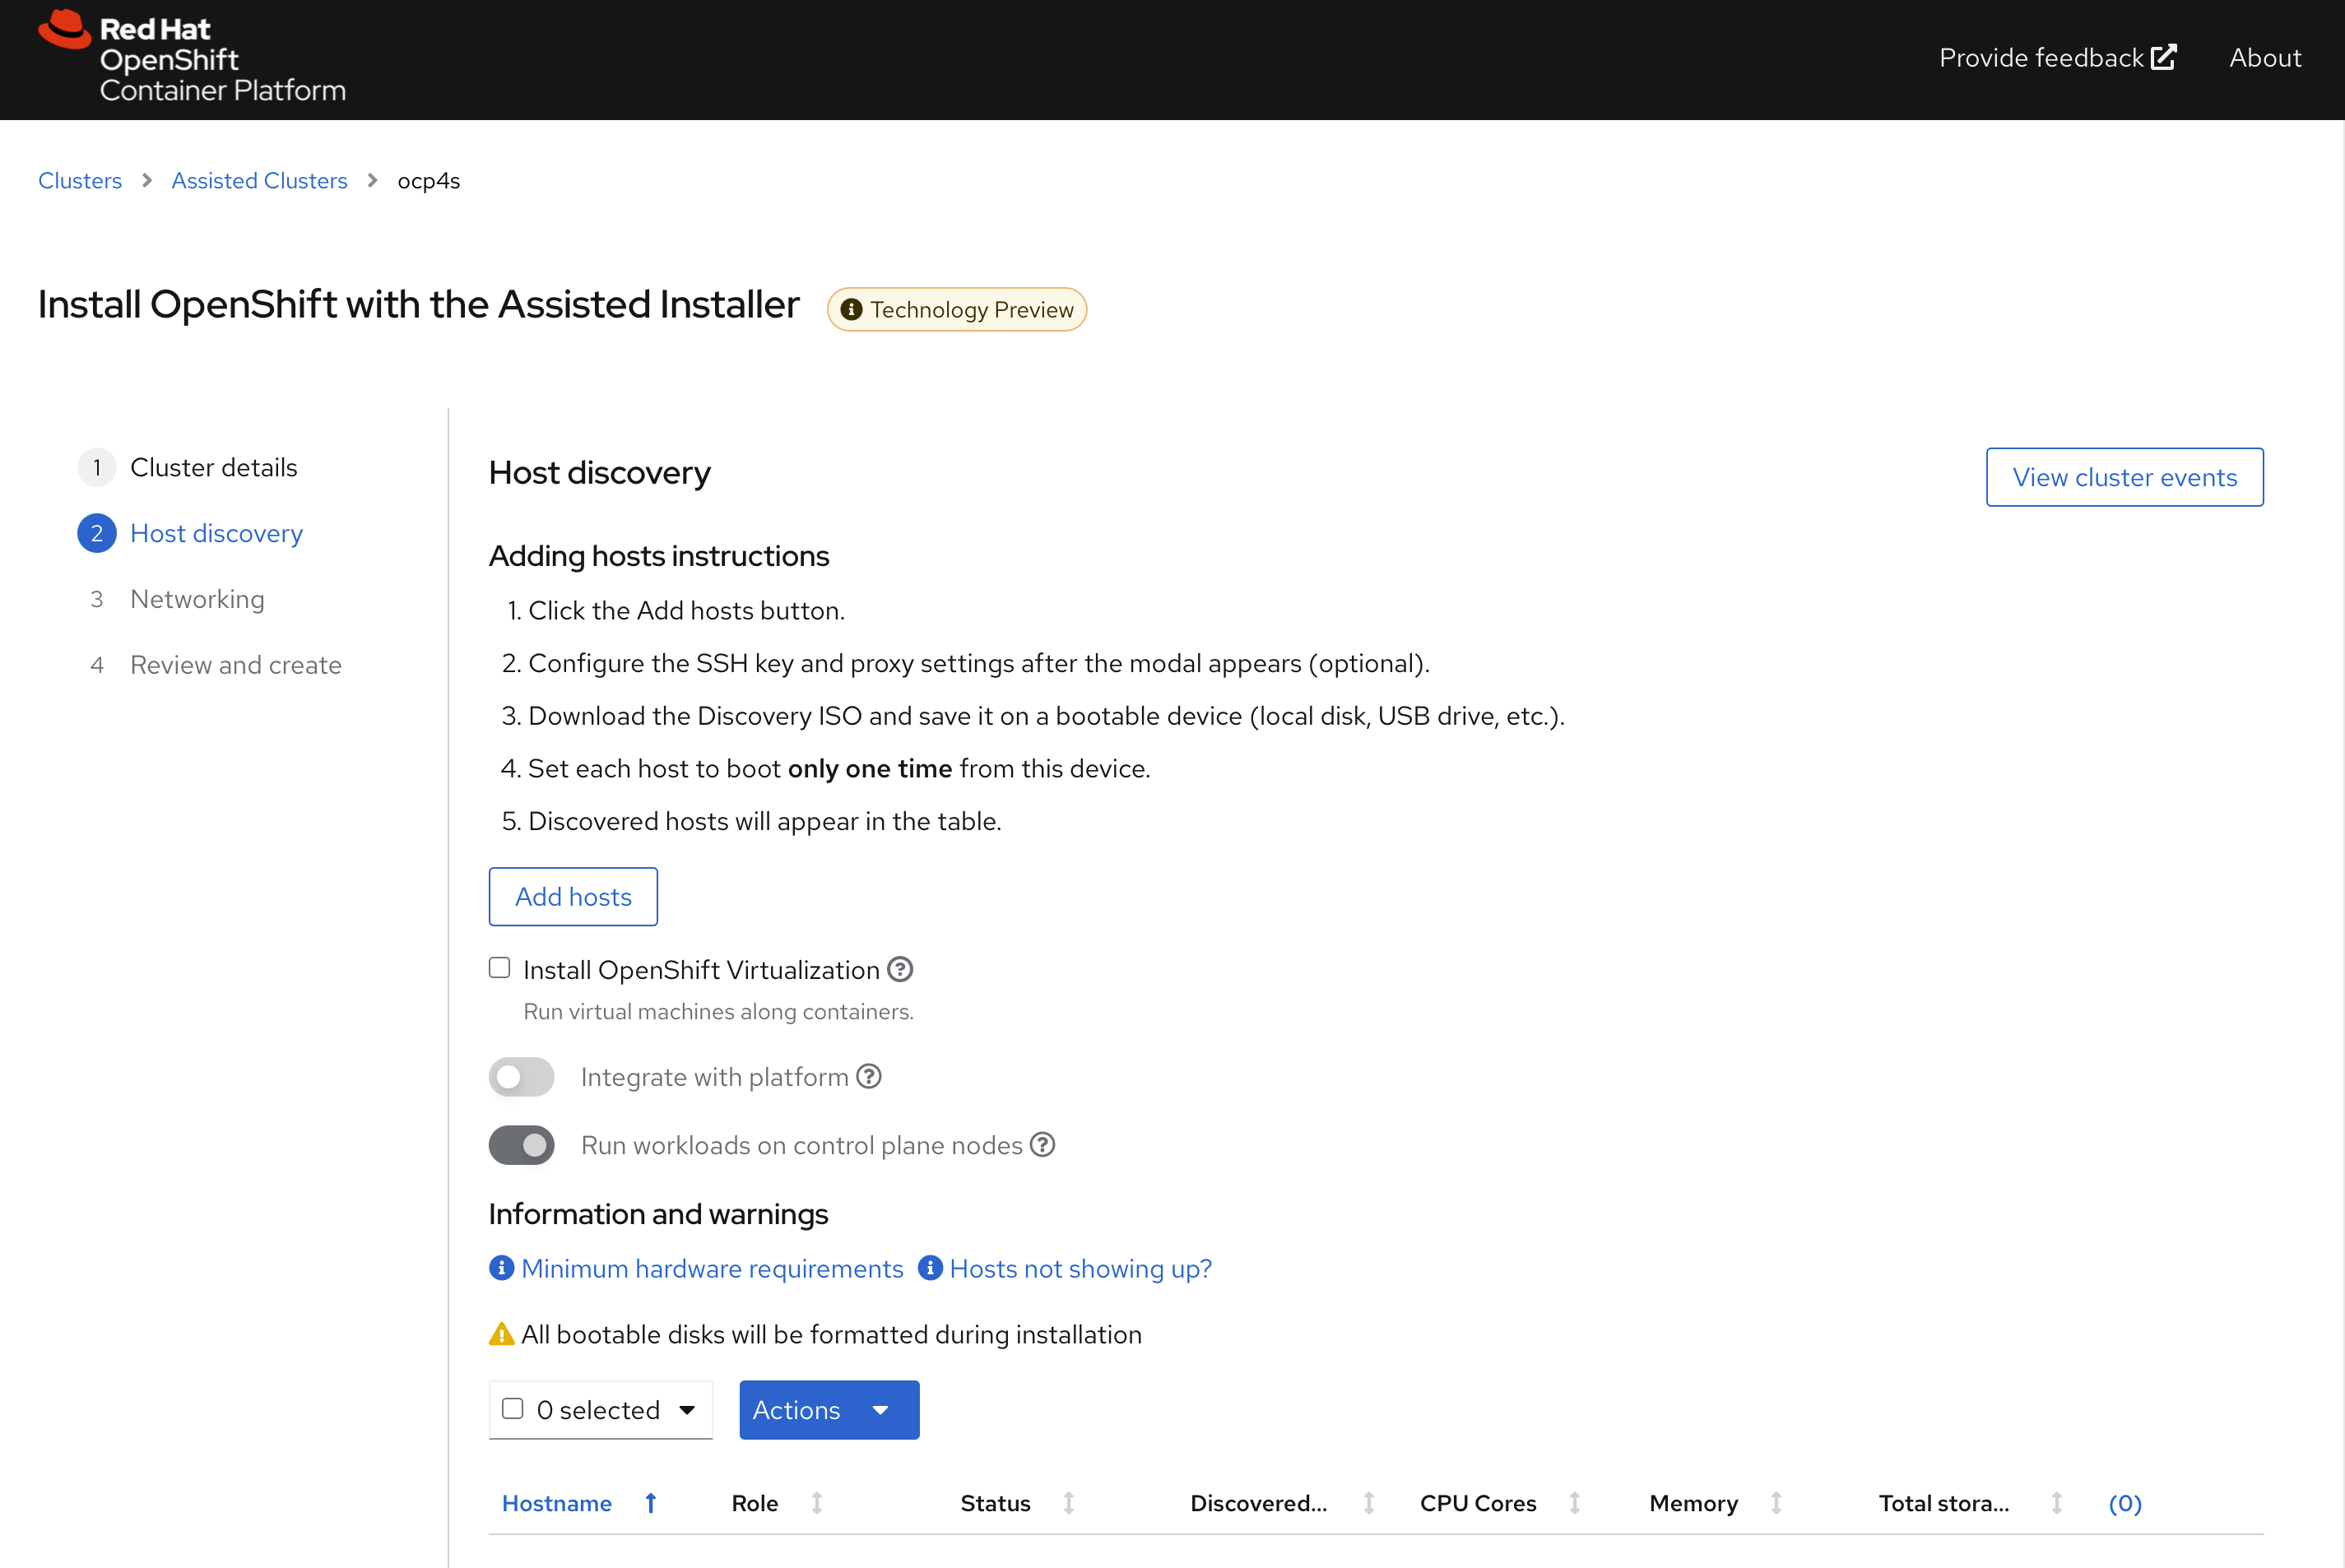 Red Hat
OpenShift
Container Platform
Provide feedback
About
Clusters > Assisted Clusters > ocp4s
Install OpenShift with the Assisted Installer
Technology Preview
1 Cluster details
2 Host discovery
3 Networking
4 Review and create
Host discovery
View cluster events
Adding hosts instructions
1. Click the Add hosts button.
2. Configure the SSH key and proxy settings after the modal appears (optional).
3. Download the Discovery ISO and save it on a bootable device (local disk, USB drive, etc.).
4. Set each host to boot only one time from this device.
5. Discovered hosts will appear in the table.
Add hosts
Install OpenShift Virtualization
Run virtual machines along containers.
Integrate with platform
Run workloads on control plane nodes
Information and warnings
Minimum hardware requirements Hosts not showing up?
All bootable disks will be formatted during installation
0 selected
Actions
Hostname Role Status Discovered... CPU Cores Memory Total stora... (0)